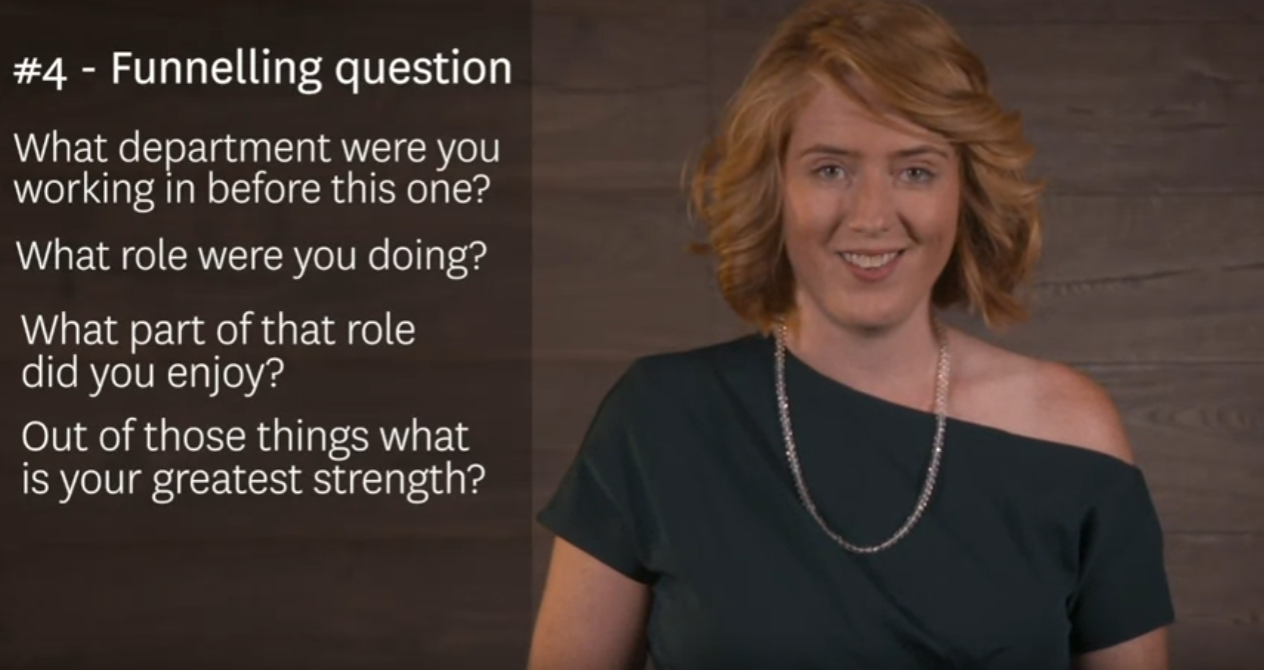 #4 - Funnelling question
What department were you
working in before this one?
What role were you doing?
What part of that role
did you enjoy?
Out of those things what
is your greatest strength?